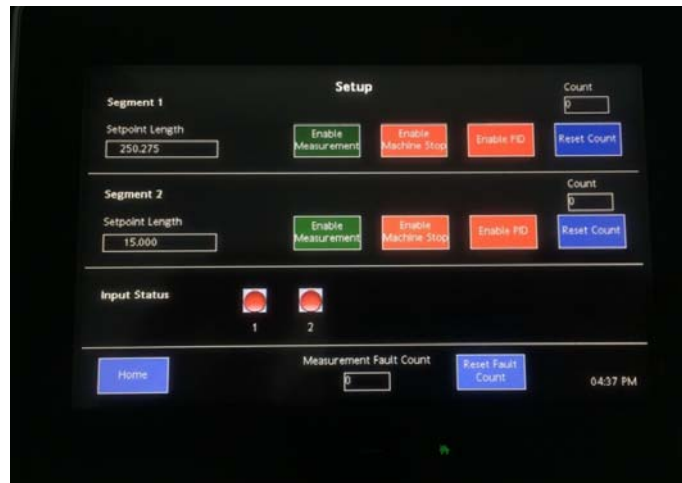 Setup
Segment 1
Count
0
Setpoint Length
250.275
Enable
Measurement
Enable
Machine Stop
Enable PID
Reset Count
Segment 2
Count
0
Setpoint Length
15.000
Enable
Measurement
Enable
Machine Stop
Enable PID
Reset Count
Input Status
1
2
Home
Measurement Fault Count
0
Reset Fault
Count
04:37 PM